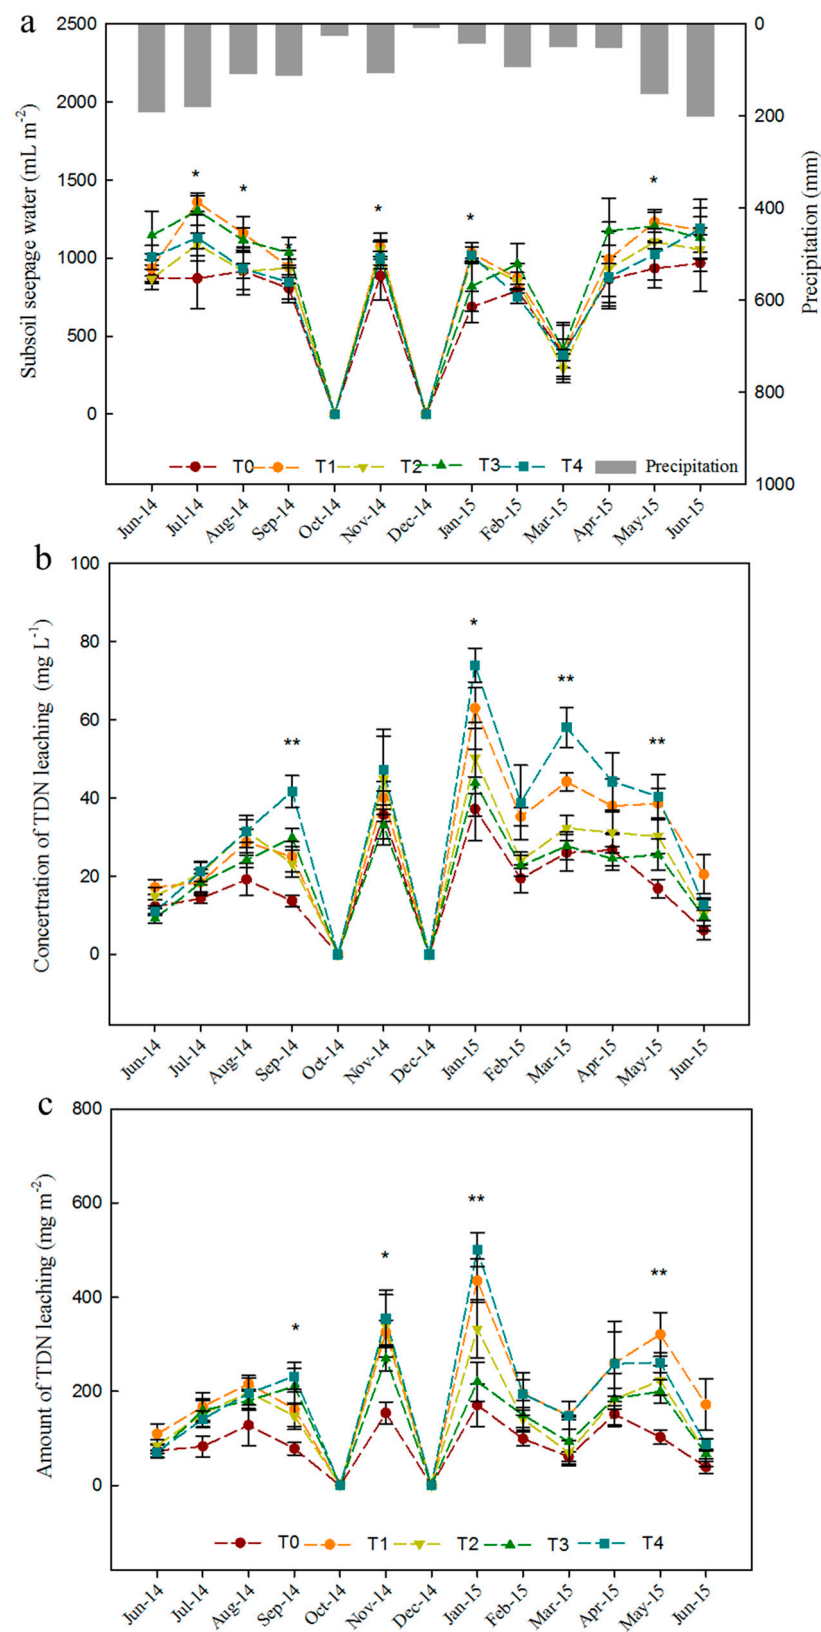 a
2500
2000
1500
1000
500
0
0
200
400
600
800
1000
Subsoil seepage water (mL m-2)
Precipitation (mm)
*
*
*
*
*
T0
T1
T2
T3
T4
Precipitation
Jun-14
Jul-14
Aug-14
Sep-14
Oct-14
Nov-14
Dec-14
Jan-15
Feb-15
Mar-15
Apr-15
May-15
Jun-15
b
100
80
60
40
20
0
Concertration of TDN leaching (mg L-1)
**
*
**
**
Jun-14
Jul-14
Aug-14
Sep-14
Oct-14
Nov-14
Dec-14
Jan-15
Feb-15
Mar-15
Apr-15
May-15
Jun-15
c
800
600
400
200
0
Amount of TDN leaching (mg m-2)
*
*
**
**
T0
T1
T2
T3
T4
Jun-14
Jul-14
Aug-14
Sep-14
Oct-14
Nov-14
Dec-14
Jan-15
Feb-15
Mar-15
Apr-15
May-15
Jun-15